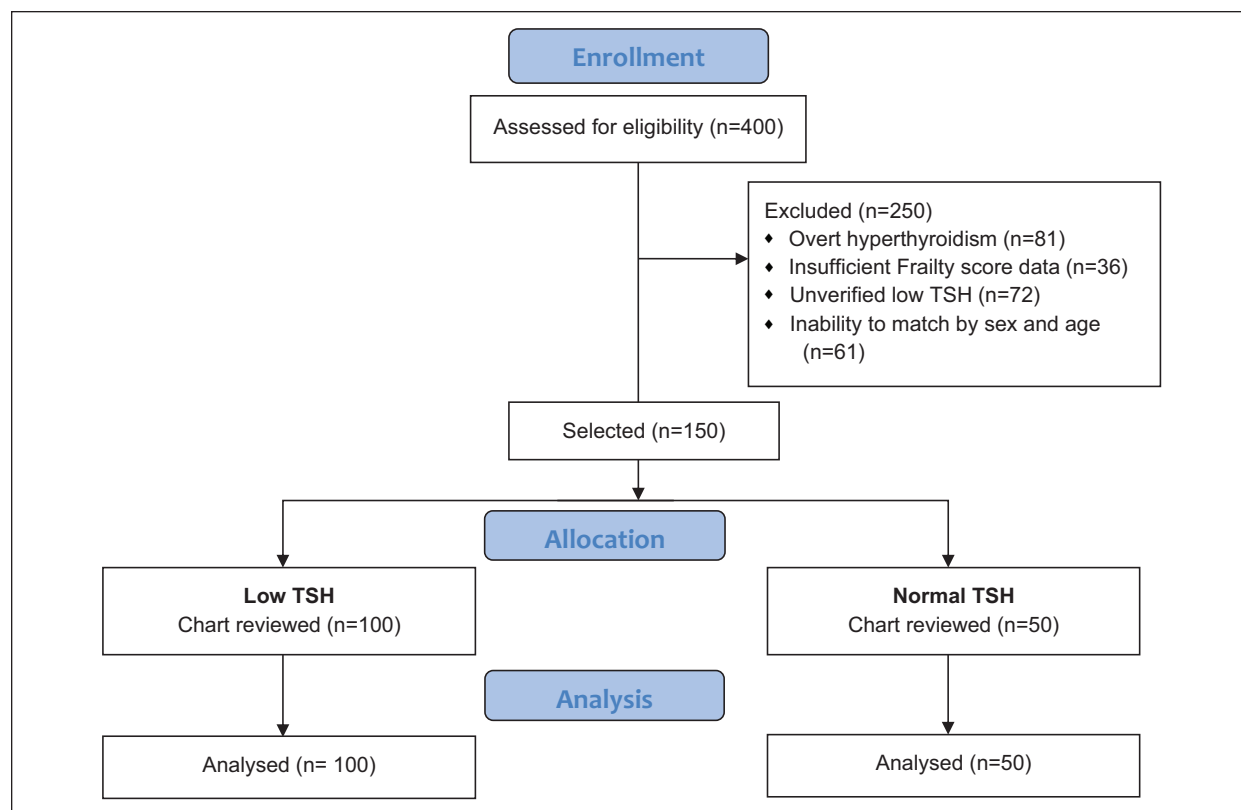 Enrollment
Assessed for eligibility (n=400)
Excluded (n=250)
♦ Overt hyperthyroidism (n=81)
♦ Insufficient Frailty score data (n=36)
♦ Unverified low TSH (n=72)
♦ Inability to match by sex and age
(n=61)
Selected (n=150)
Allocation
Low TSH
Chart reviewed (n=100)
Normal TSH
Chart reviewed (n=50)
Analysis
Analysed (n= 100)
Analysed (n=50)